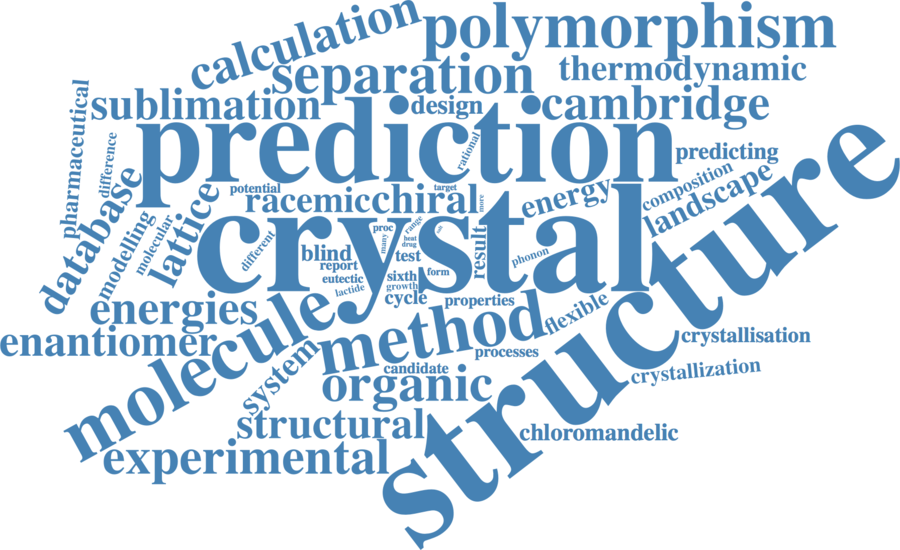 calculation
polymorphism
separation
thermodynamic
sublimation
design
cambridge
pharmaceutical
difference
prediction
rational
predicting
database
potential
target
more
composition
racemic
chiral
energy
landscape
modelling
molecular
lattice
different
crystal
proc
many
range
heat
drug
salt
blind
test
result
phonon
report
eutectic
lactide
sixth
form
growth
cycle
properties
structure
energies
enantiomer
molecule
method
flexible
system
processes
crystallisation
candidate
crystallization
organic
structural
chloromandelic
experimental